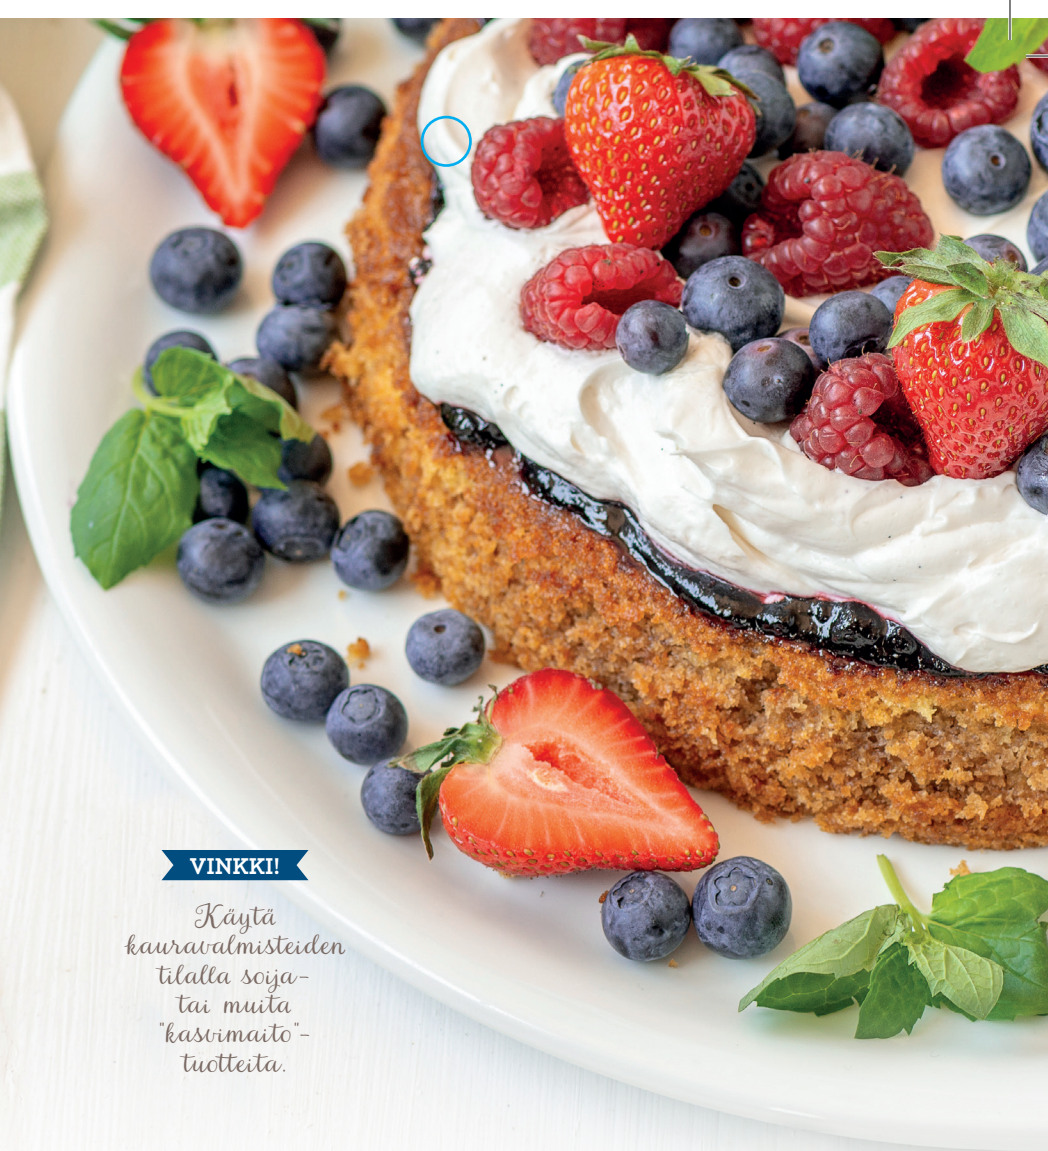 VINKKI!
Käytä
kauravalmisteiden
tilalla soija-
tai muita
"kasvimaito"-
tuotteita.